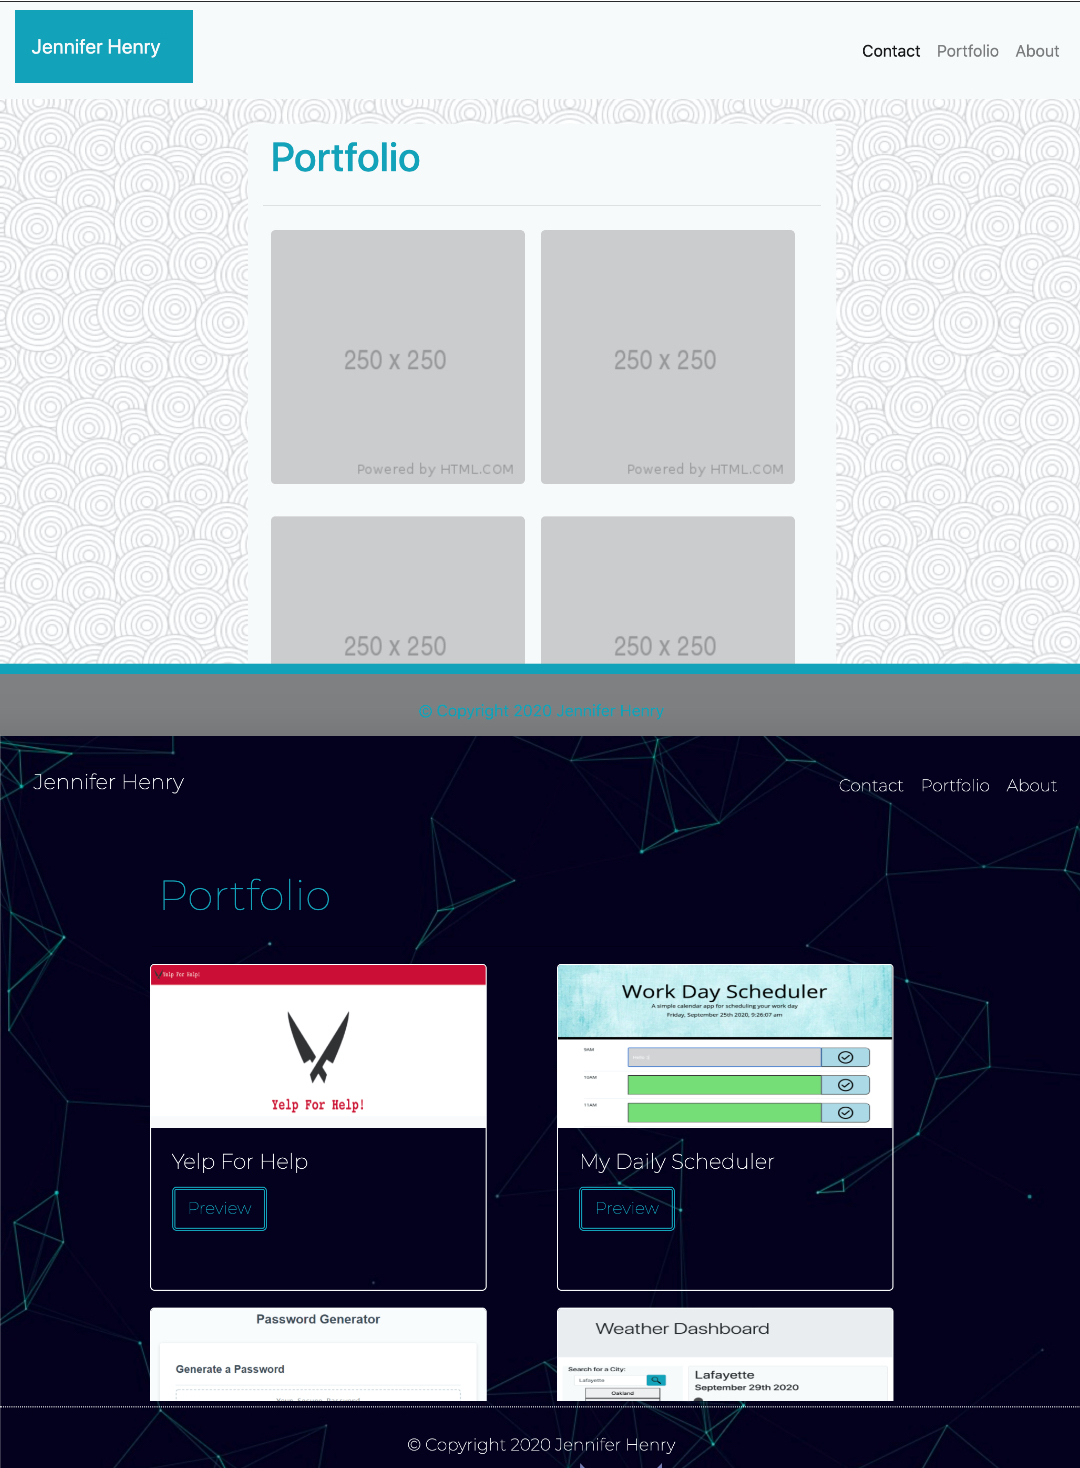 Jennifer Henry
Contact Portfolio About
Portfolio
250 x 250 250 x 250
Powered by HTML.COM Powered by HTML.COM
250 x 250 250 x 250
© Copyright 2020 Jennifer Henry
Jennifer Henry
Contact Portfolio About
Portfolio
Yelp For Help!
Yelp For Help!
Yelp For Help
Preview
Work Day Scheduler
A simple calendar app for scheduling your work day
Friday, September 25th 2020, 9:26:07 am
9AM
10AM
11AM
My Daily Scheduler
Preview
Password Generator
Generate a Password
Your Secure Password
Weather Dashboard
Search for a City:
Lafayette
Oakland
Lafayette
September 29th 2020
© Copyright 2020 Jennifer Henry